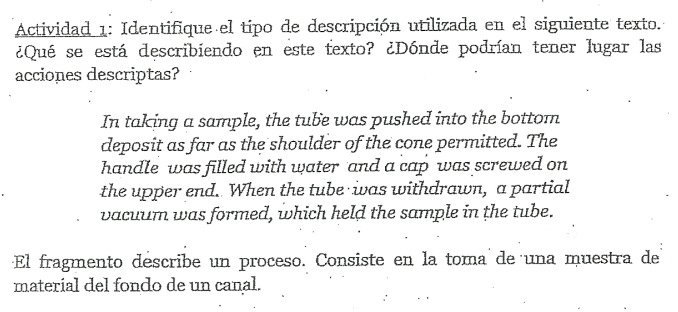 Actividad 1: Identifique el tipo de descripción utilizada en el siguiente texto.
¿Qué se está describiendo en este texto? ¿Dónde podrían tener lugar las
acciones descriptas?
In taking a sample, the tube was pushed into the bottom
deposit as far as the shoulder of the cone permitted. The
handle was filled with water and a cap was screwed on
the upper end. When the tube was withdrawn, a partial
vacuum was formed, which held the sample in the tube.
El fragmento describe un proceso. Consiste en la toma de una muestra de
material del fondo de un canal.